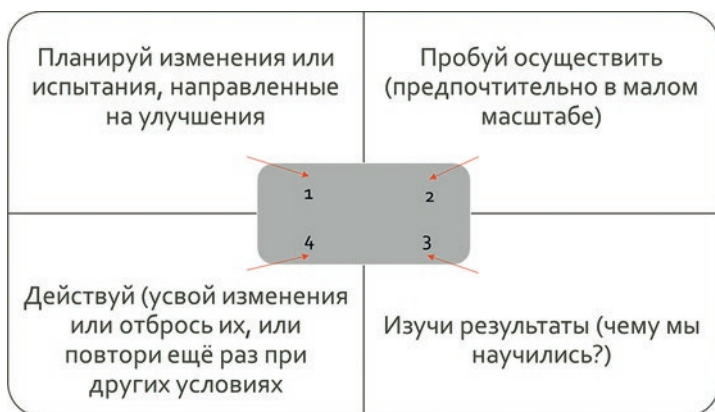 Планируй изменения или
испытания, направленные
на улучшения
Пробуй осуществить
(предпочтительно в малом
масштабе)
1
2
4
3
Действуй (усвой изменения
или отбрось их, или
повтори ещё раз при
других условиях
Изучи результаты (чему мы
научились?)